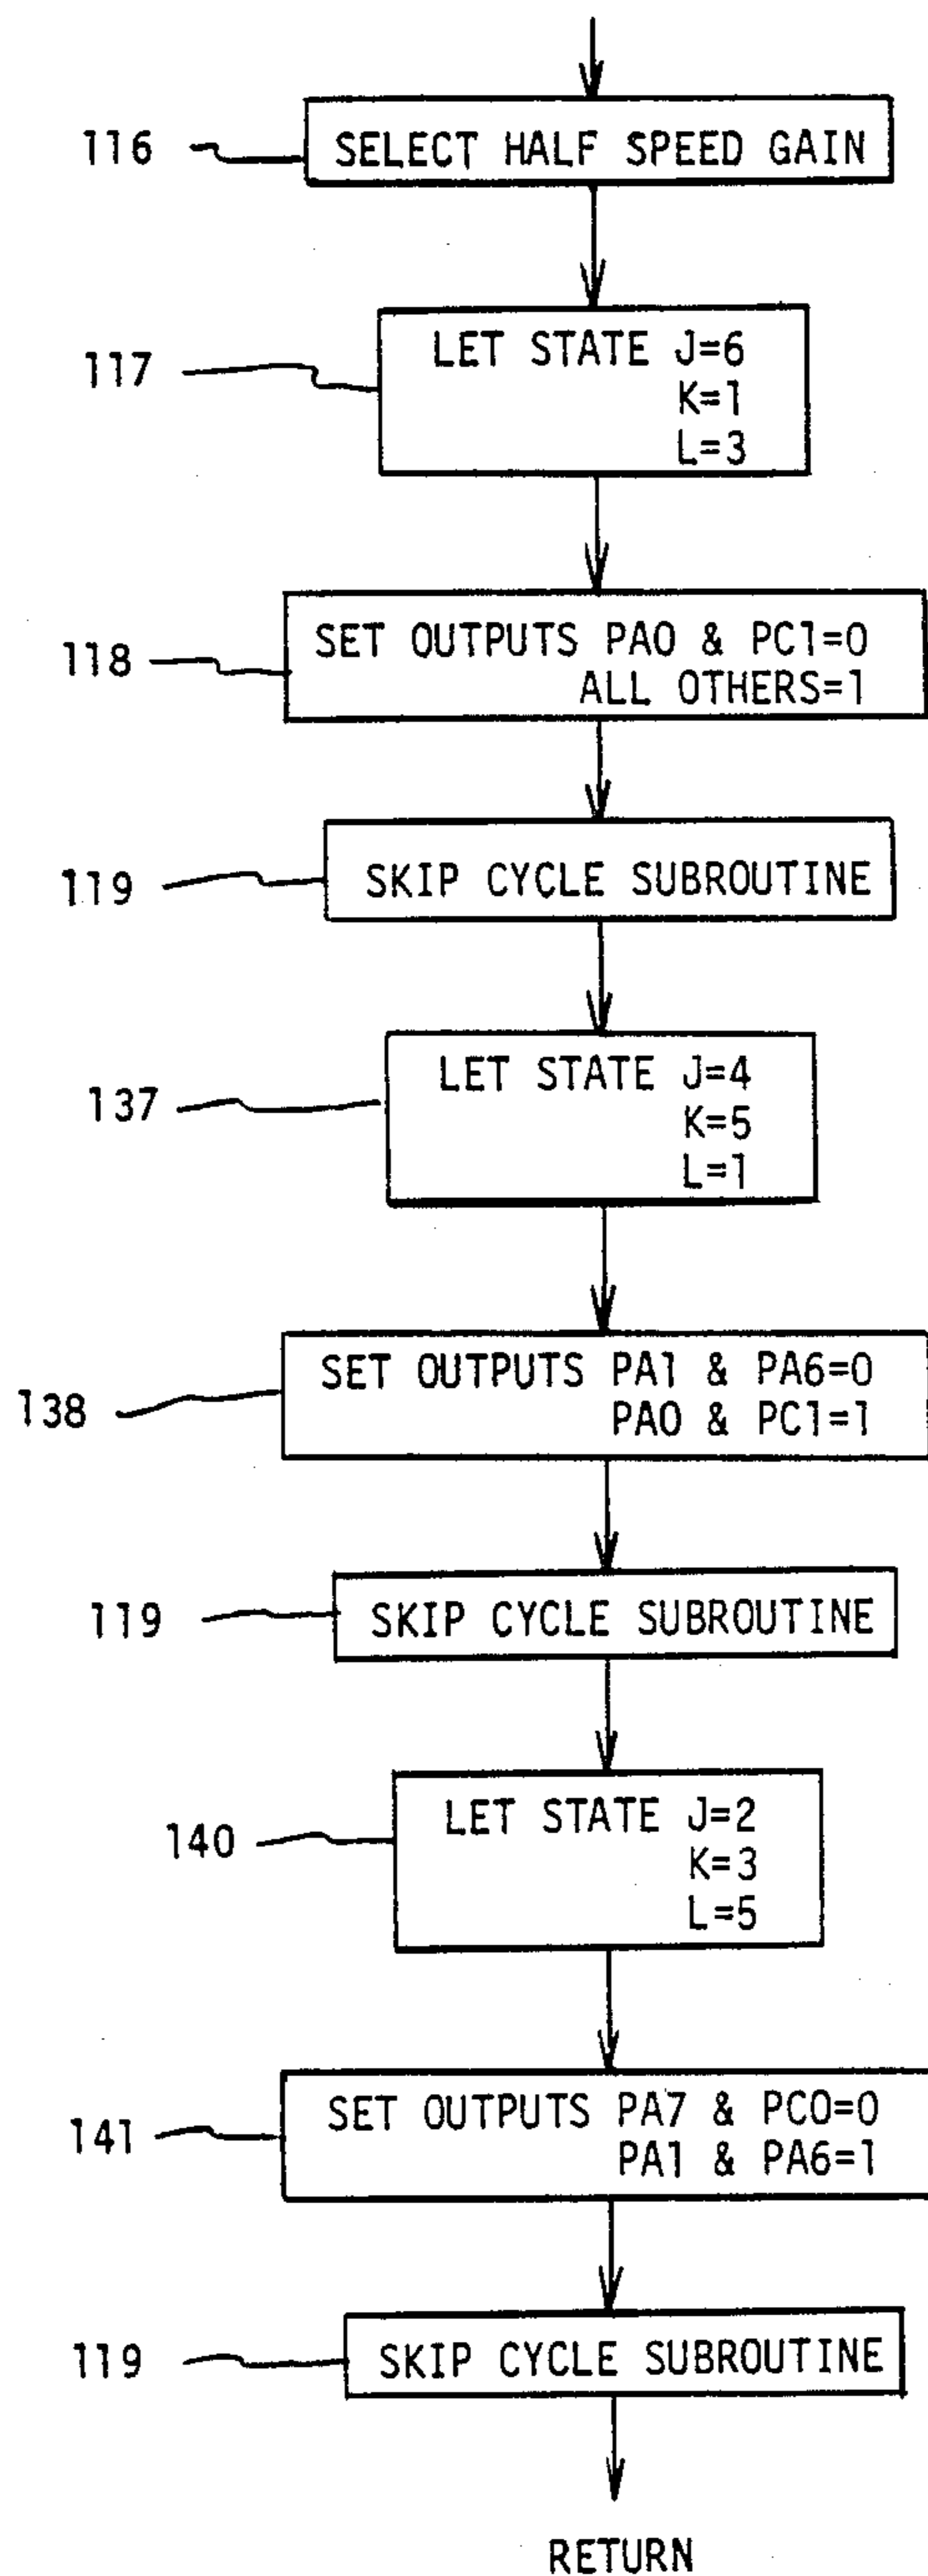 116 SELECT HALF SPEED GAIN
117 LET STATE J=6
K=1
L=3
118 SET OUTPUTS PA0 & PC1=0
ALL OTHERS=1
119 SKIP CYCLE SUBROUTINE
137 LET STATE J=4
K=5
L=1
138 SET OUTPUTS PA1 & PA6=0
PA0 & PC1=1
119 SKIP CYCLE SUBROUTINE
140 LET STATE J=2
K=3
L=5
141 SET OUTPUTS PA7 & PC0=0
PA1 & PA6=1
119 SKIP CYCLE SUBROUTINE
RETURN